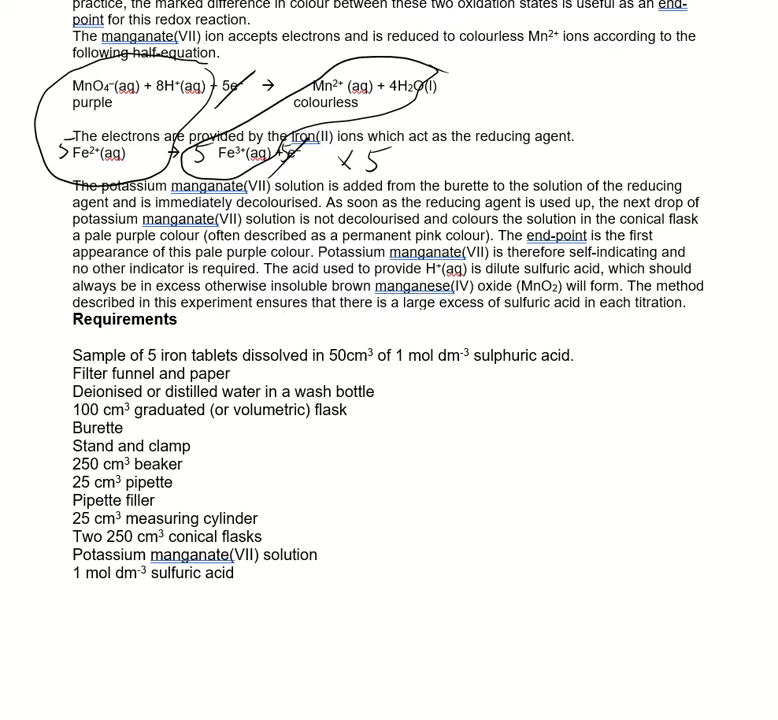 practice, the marked difference in colour between these two oxidation states is useful as an end-
point for this redox reaction.
The manganate(VII) ion accepts electrons and is reduced to colourless Mn²⁺ ions according to the
following half-equation.
MnO₄⁻(aq) + 8H⁺(aq) + 5e⁻ → Mn²⁺ (aq) + 4H₂O(l)
purple colourless
The electrons are provided by the iron(II) ions which act as the reducing agent.
5 Fe²⁺(aq) → 5 Fe³⁺(aq) + 5e⁻ × 5
The potassium manganate(VII) solution is added from the burette to the solution of the reducing
agent and is immediately decolourised. As soon as the reducing agent is used up, the next drop of
potassium manganate(VII) solution is not decolourised and colours the solution in the conical flask
a pale purple colour (often described as a permanent pink colour). The end-point is the first
appearance of this pale purple colour. Potassium manganate(VII) is therefore self-indicating and
no other indicator is required. The acid used to provide H⁺(aq) is dilute sulfuric acid, which should
always be in excess otherwise insoluble brown manganese(IV) oxide (MnO₂) will form. The method
described in this experiment ensures that there is a large excess of sulfuric acid in each titration.
Requirements
Sample of 5 iron tablets dissolved in 50cm³ of 1 mol dm⁻³ sulphuric acid.
Filter funnel and paper
Deionised or distilled water in a wash bottle
100 cm³ graduated (or volumetric) flask
Burette
Stand and clamp
250 cm³ beaker
25 cm³ pipette
Pipette filler
25 cm³ measuring cylinder
Two 250 cm³ conical flasks
Potassium manganate(VII) solution
1 mol dm⁻³ sulfuric acid